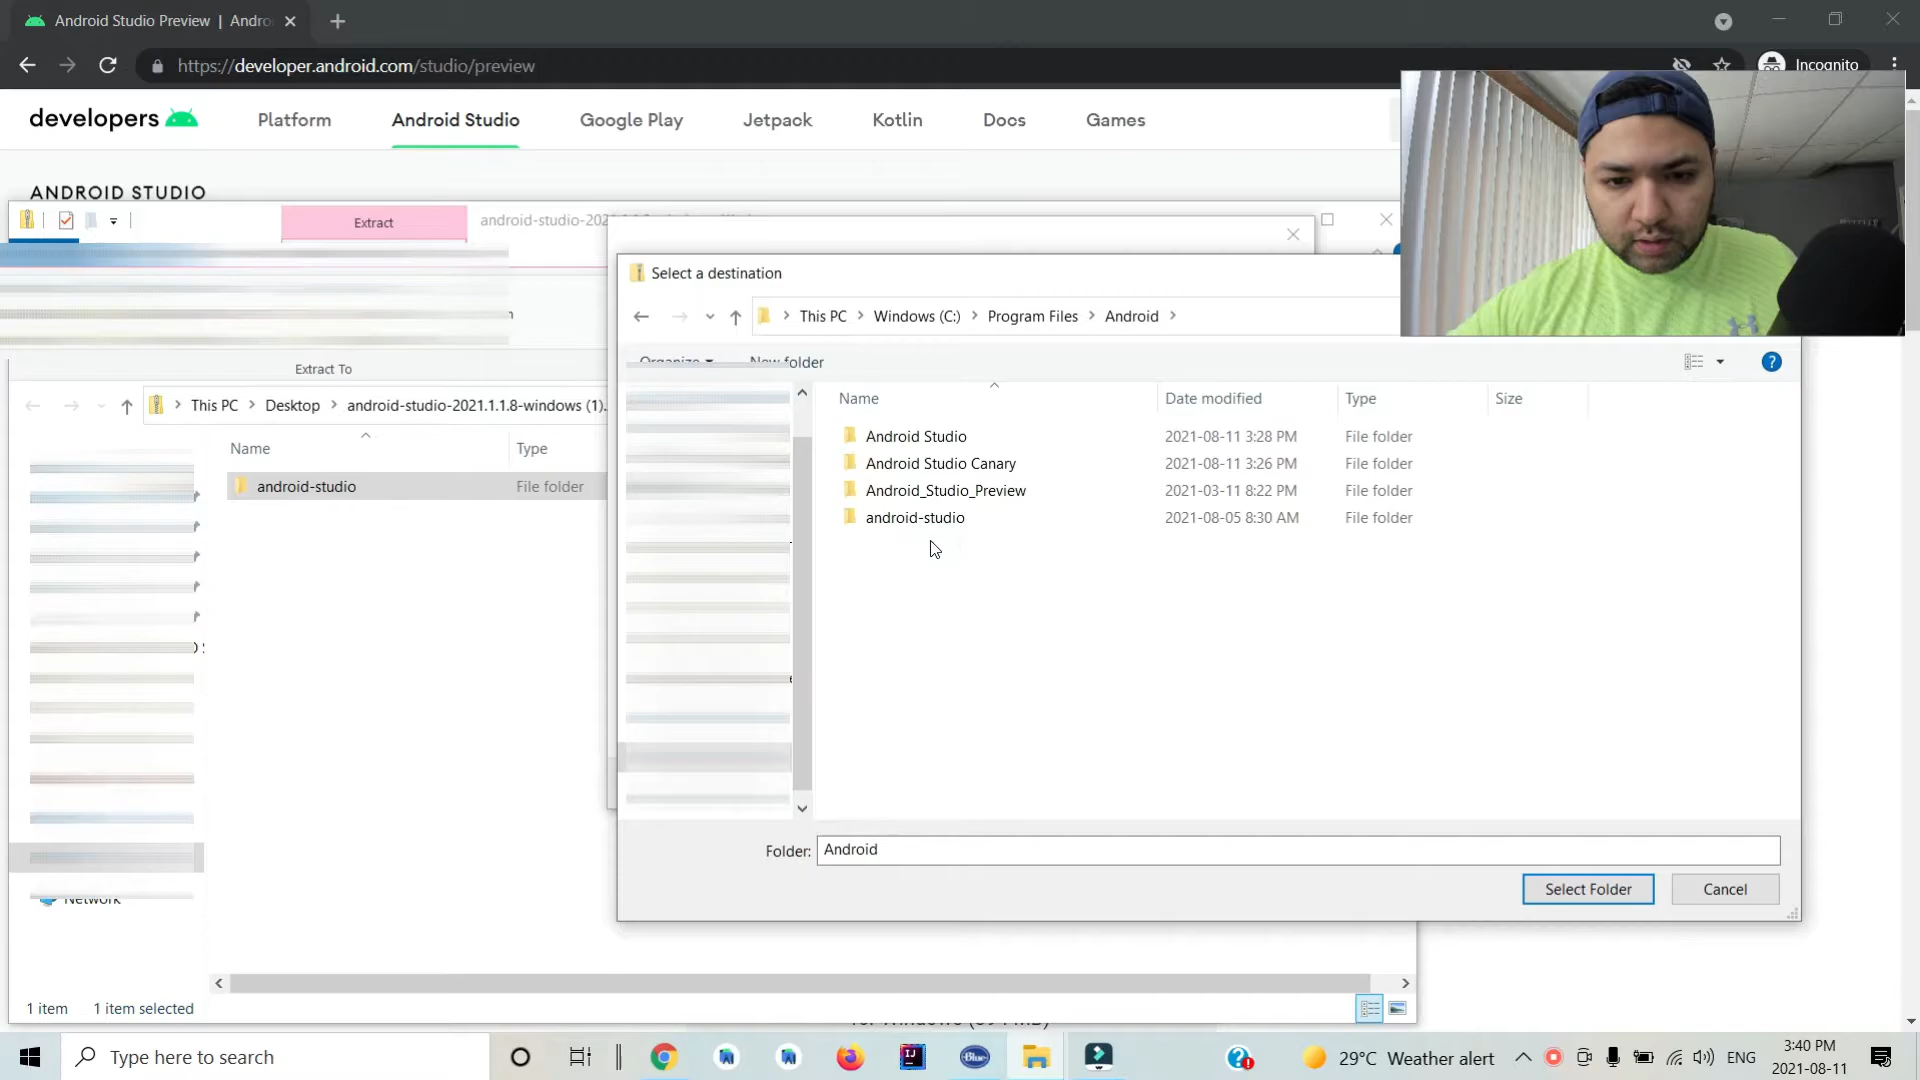 Android Studio Preview | Andro
https://developer.android.com/studio/preview
Incognito
developers
Platform
Android Studio
Google Play
Jetpack
Kotlin
Docs
Games
ANDROID STUDIO
Extract
android-studio-202
Select a destination
This PC > Windows (C:) > Program Files > Android >
Organize
New folder
Extract To
This PC > Desktop > android-studio-2021.1.1.8-windows (1).
Name
Date modified
Type
Size
Android Studio 2021-08-11 3:28 PM File folder
Android Studio Canary 2021-08-11 3:26 PM File folder
Android_Studio_Preview 2021-03-11 8:22 PM File folder
android-studio 2021-08-05 8:30 AM File folder
Name
Type
android-studio File folder
Folder: Android
Select Folder
Cancel
Network
1 item 1 item selected
Type here to search
29°C Weather alert
ENG
3:40 PM
2021-08-11